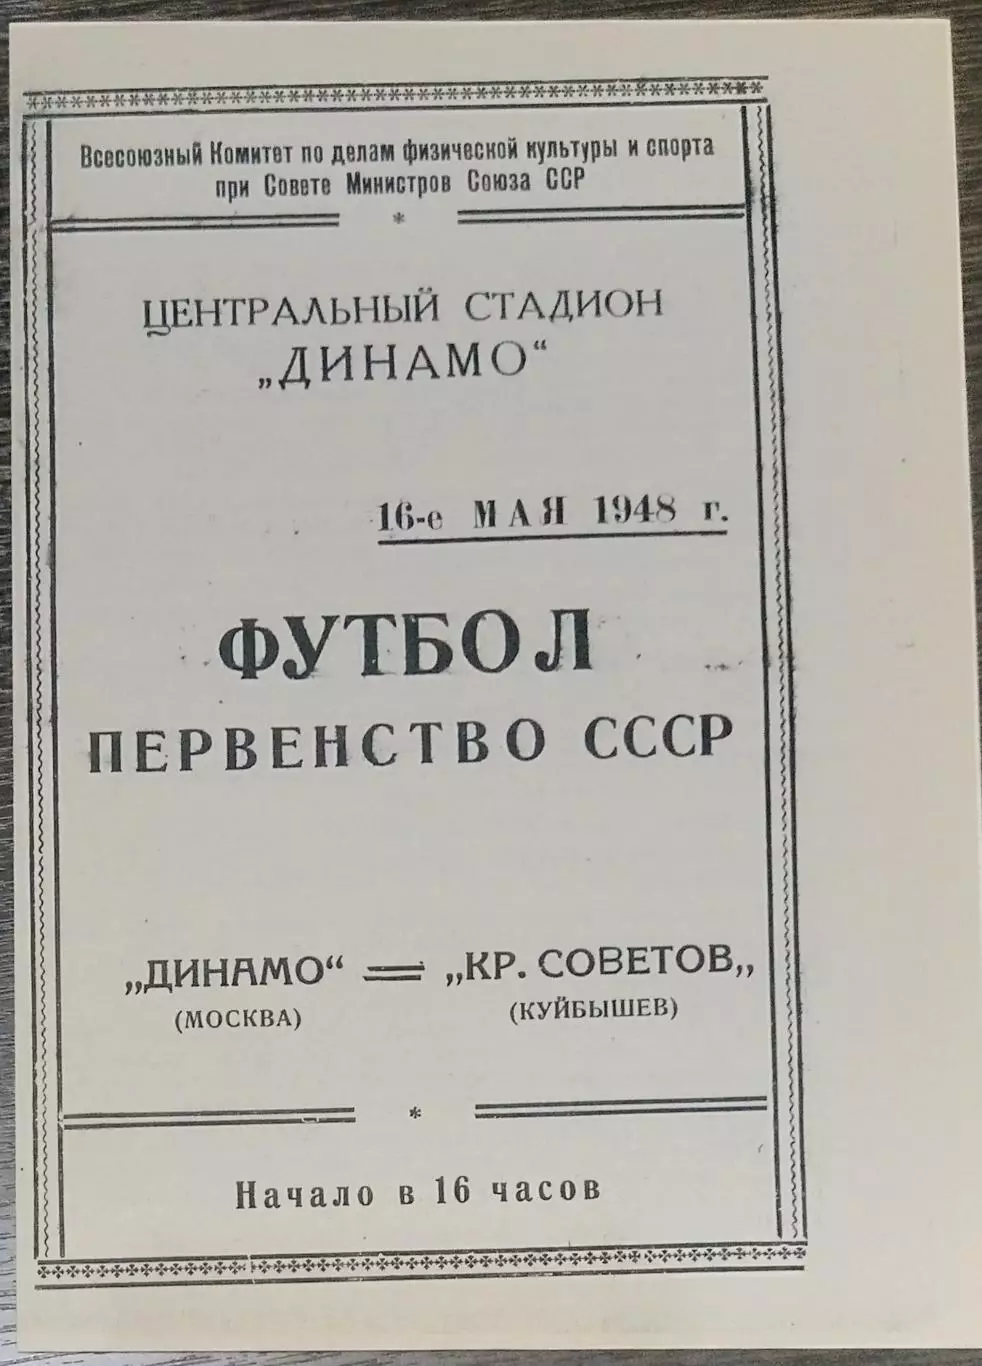 Всесоюзный Комитет по делам физической культуры и спорта
при Совете Министров Союза ССР
*
ЦЕНТРАЛЬНЫЙ СТАДИОН
„ДИНАМО“
16-е МАЯ 1948 г.
ФУТБОЛ
ПЕРВЕНСТВО СССР
„ДИНАМО“ = „КР. СОВЕТОВ„
(МОСКВА) (КУЙБЫШЕВ)
*
Начало в 16 часов